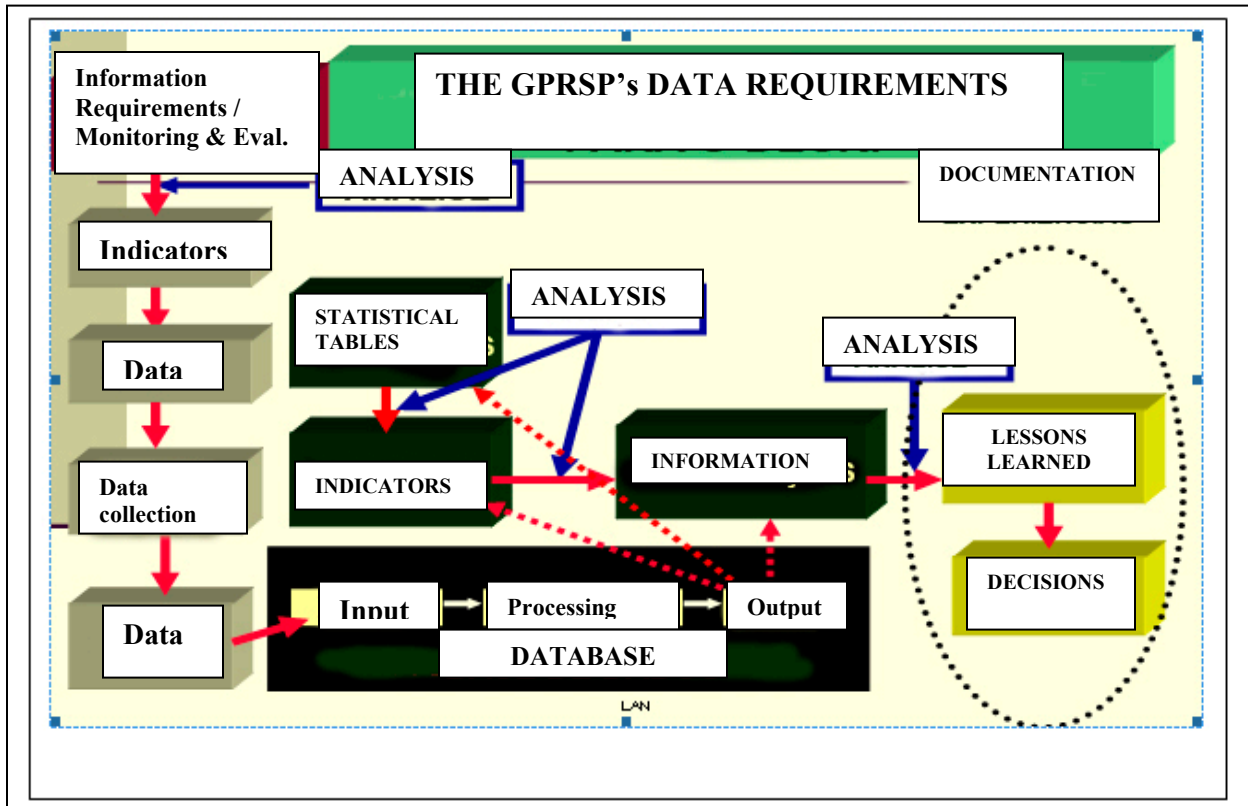 Information
Requirements /
Monitoring & Eval.
THE GPRSP's DATA REQUIREMENTS
ANALYSIS
DOCUMENTATION
Indicators
STATISTICAL
TABLES
ANALYSIS
ANALYSIS
Data
INDICATORS
INFORMATION
LESSONS
LEARNED
Data
collection
DECISIONS
Input
Processing
Output
Data
DATABASE
LAN